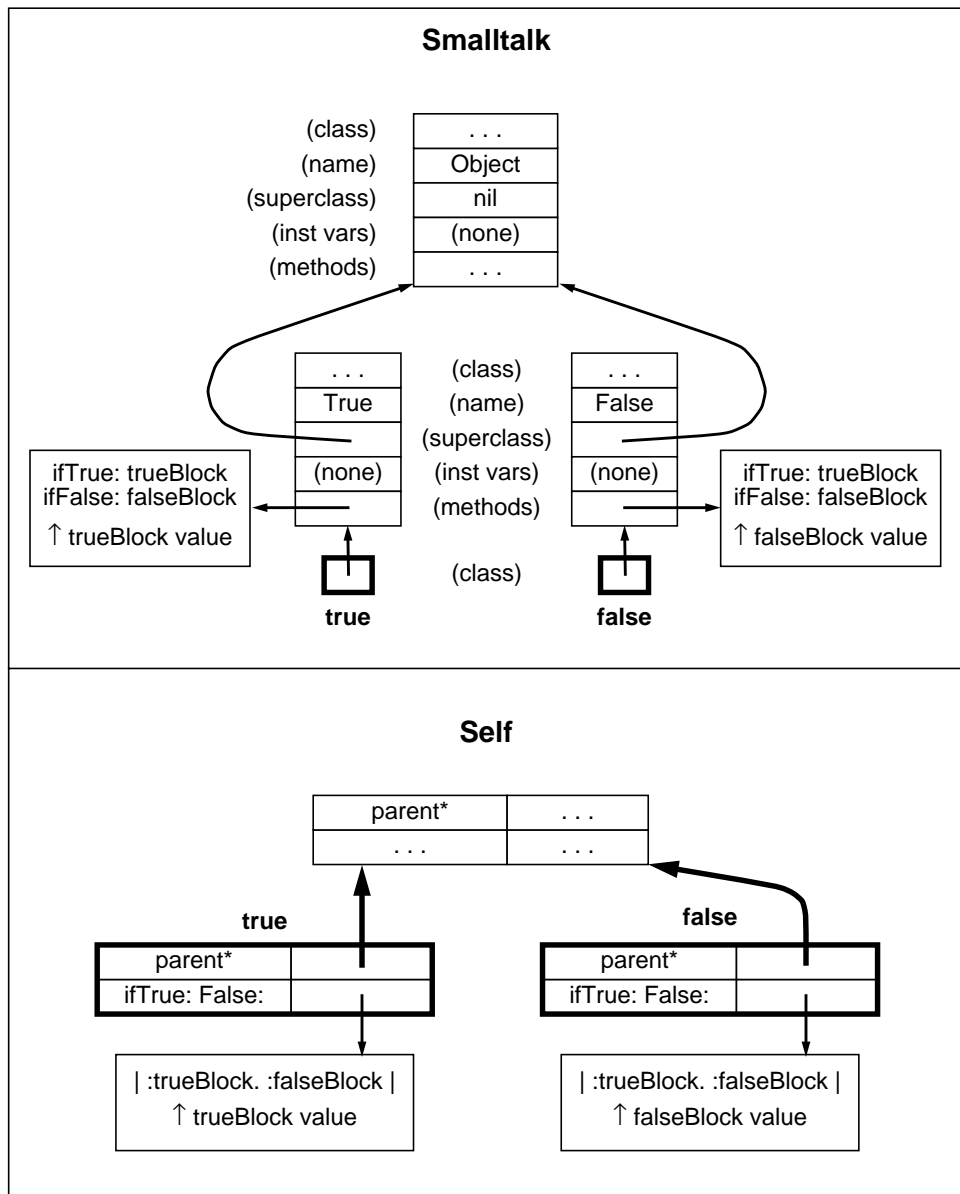 Smalltalk
(class) . . .
(name) Object
(superclass) nil
(inst vars) (none)
(methods) . . .
. . . (class) . . .
True (name) False
(superclass)
(none) (inst vars) (none)
(methods)
ifTrue: trueBlock
ifFalse: falseBlock
↑ trueBlock value
ifTrue: trueBlock
ifFalse: falseBlock
↑ falseBlock value
(class)
true
false
Self
parent* . . .
. . . . . .
true
parent*
ifTrue: False:
| :trueBlock. :falseBlock |
↑ trueBlock value
false
parent*
ifTrue: False:
| :trueBlock. :falseBlock |
↑ falseBlock value